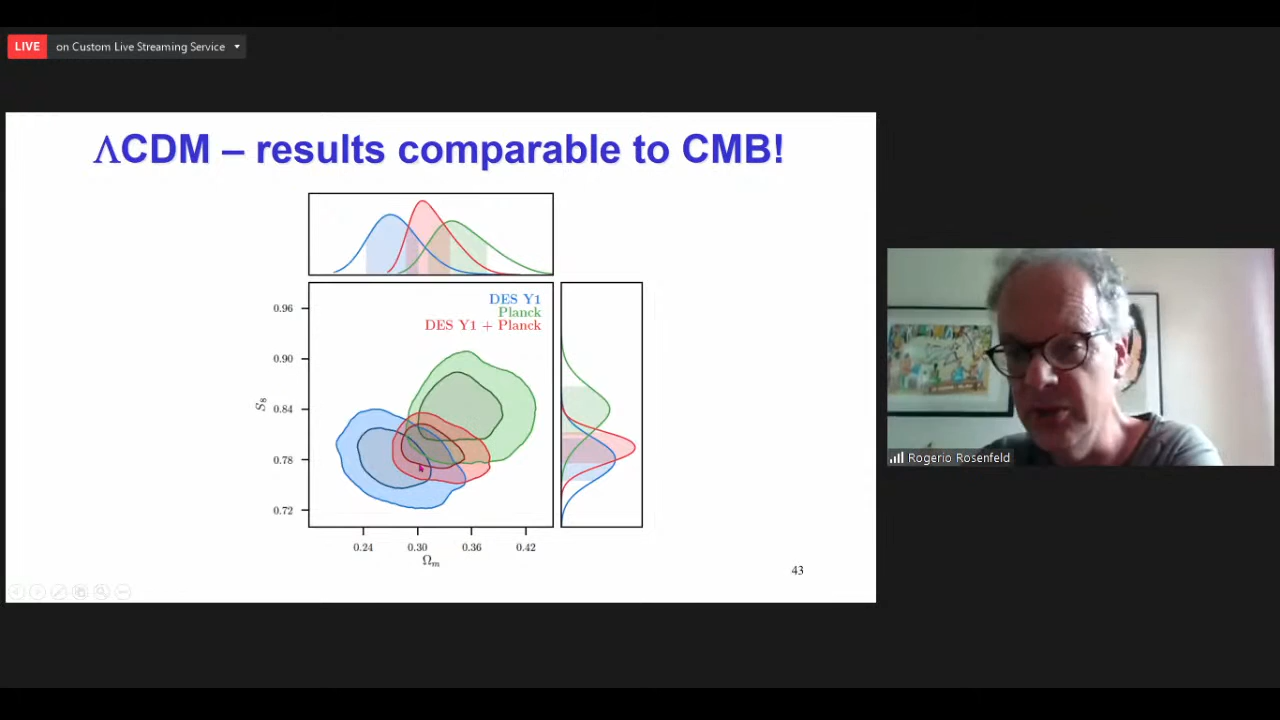 LIVE on Custom Live Streaming Service
ΛCDM – results comparable to CMB!
DES Y1
Planck
DES Y1 + Planck
0.96
0.90
0.84
0.78
0.72
S₈
0.24 0.30 0.36 0.42
Ωₘ
43
Rogerio Rosenfeld